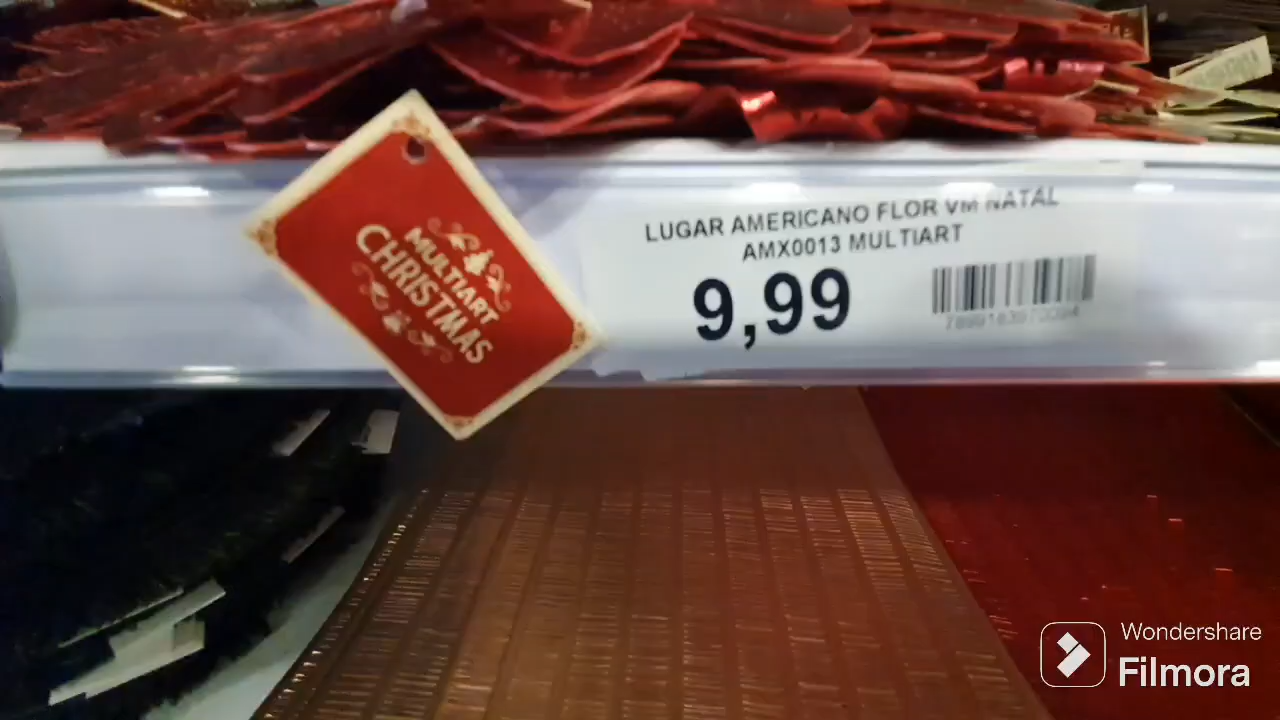 MULTIART
CHRISTMAS
LUGAR AMERICANO FLOR VM NATAL
AMX0013 MULTIART
9,99
Wondershare
Filmora